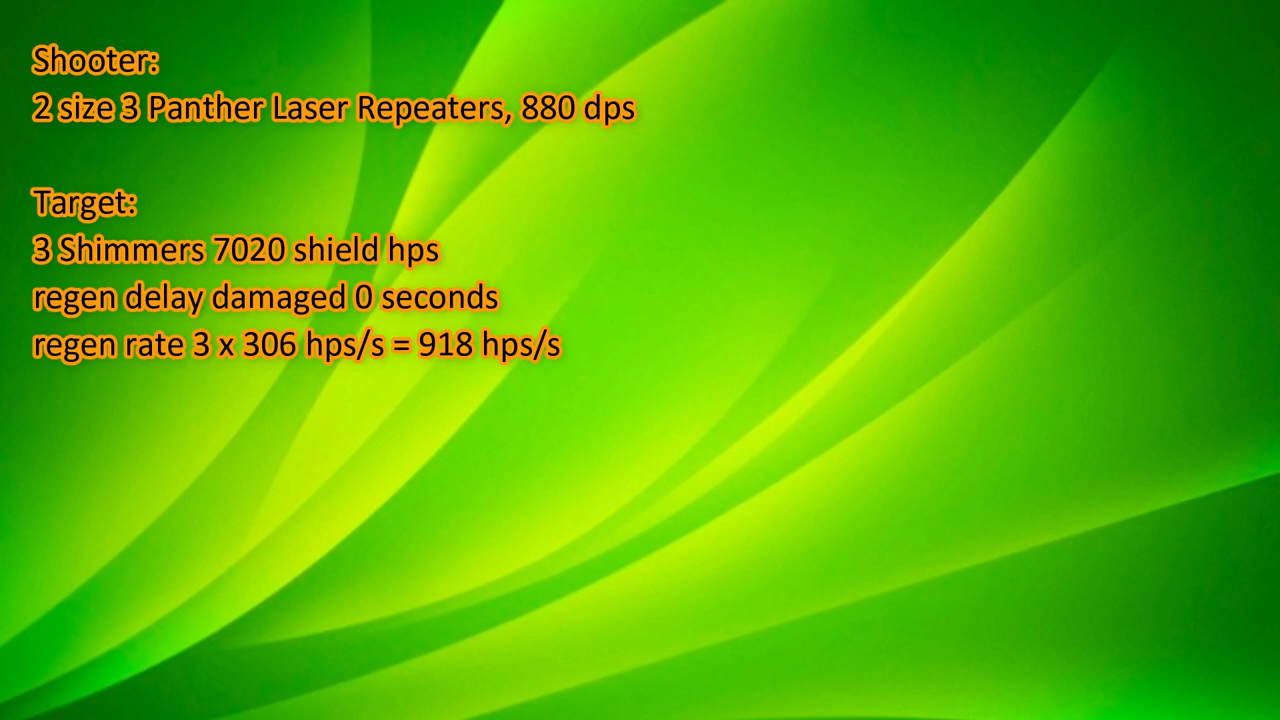 Shooter:
2 size 3 Panther Laser Repeaters, 880 dps
Target:
3 Shimmers 7020 shield hps
regen delay damaged 0 seconds
regen rate 3 x 306 hps/s = 918 hps/s